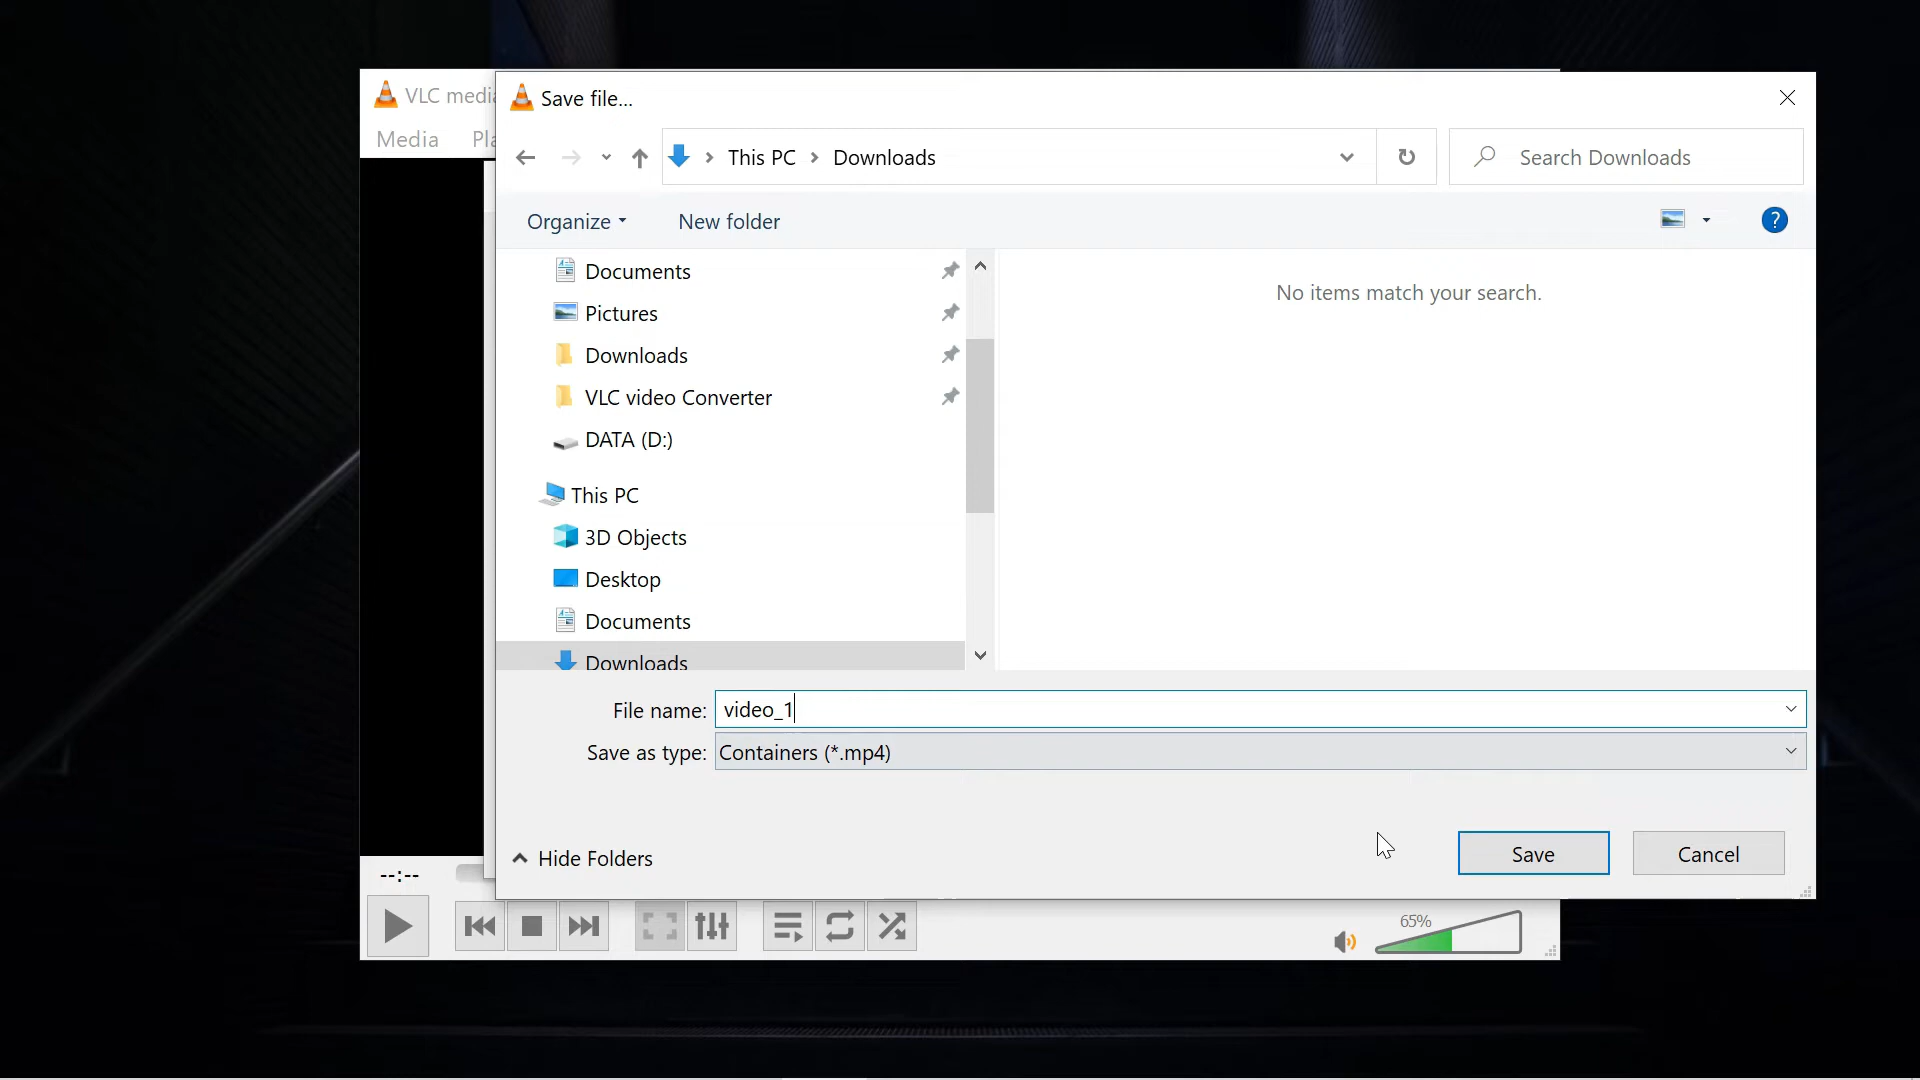 VLC media
Save file...
Media Pla
This PC Downloads
Search Downloads
Organize
New folder
?
Documents
Pictures
Downloads
VLC video Converter
DATA (D:)
This PC
3D Objects
Desktop
Documents
Downloads
No items match your search.
File name: video_1
Save as type: Containers (*.mp4)
Hide Folders
Save
Cancel
--:--
65%